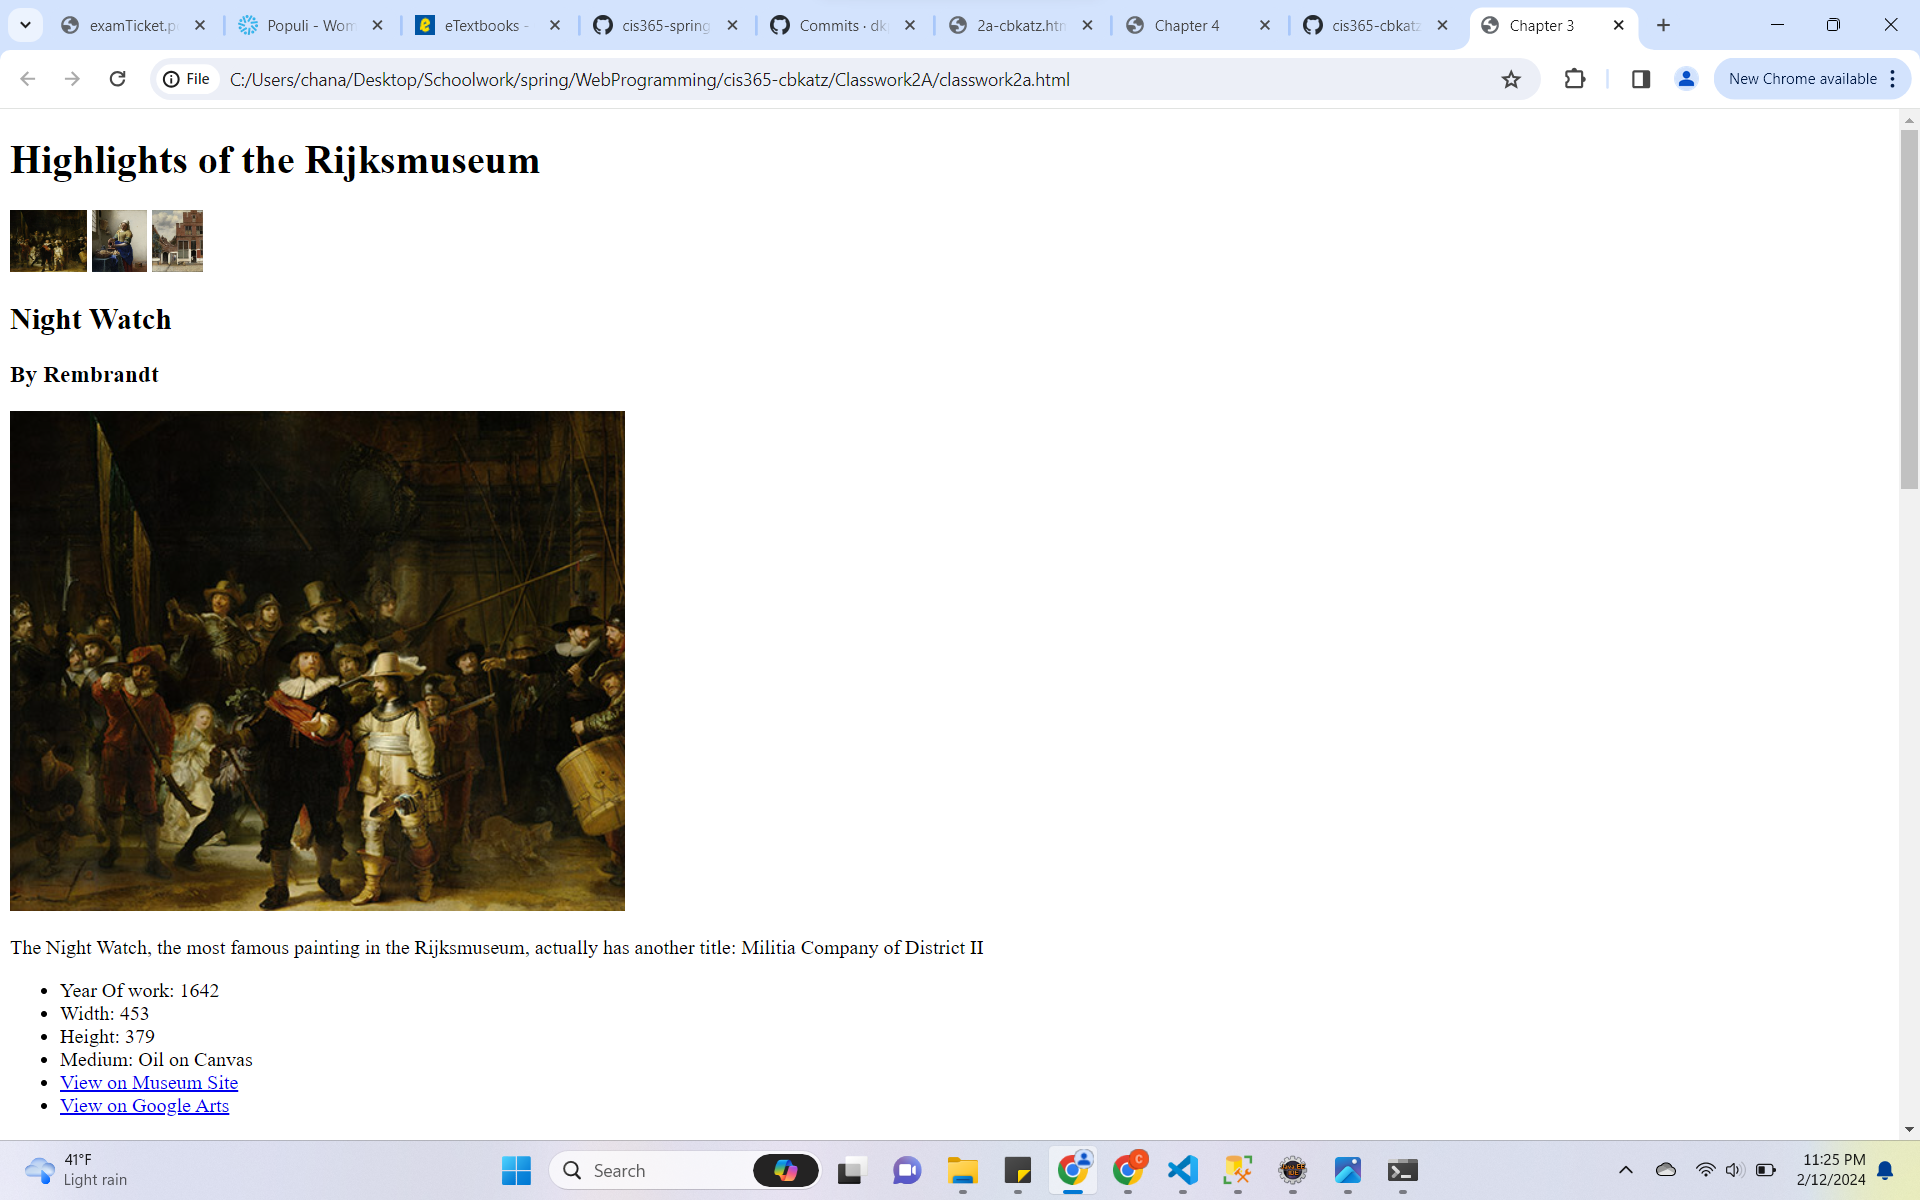 examTicket.p
Populi - Wom
eTextbooks -
cis365-spring
Commits · dk
2a-cbkatz.htm
Chapter 4
cis365-cbkatz
Chapter 3
File
C:/Users/chana/Desktop/Schoolwork/spring/WebProgramming/cis365-cbkatz/Classwork2A/classwork2a.html
New Chrome available
Highlights of the Rijksmuseum
Night Watch
By Rembrandt
The Night Watch, the most famous painting in the Rijksmuseum, actually has another title: Militia Company of District II
Year Of work: 1642
Width: 453
Height: 379
Medium: Oil on Canvas
View on Museum Site
View on Google Arts
41°F
Light rain
Search
C
11:25 PM
2/12/2024